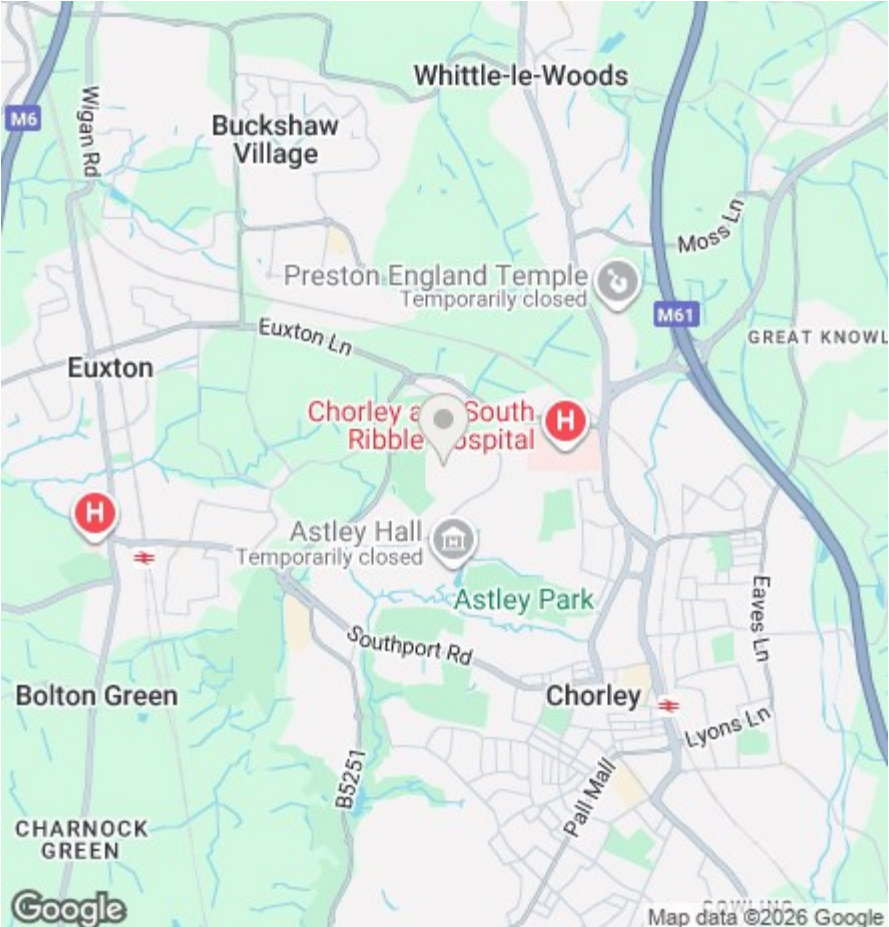 Whittle-le-Woods
M6
Wigan Rd
Buckshaw
Village
Moss Ln
Preston England Temple
Temporarily closed
M61
Euxton Ln
GREAT KNOWL
Euxton
Chorley a South
Ribble ospital
H
H
Astley Hall
Temporarily closed
Astley Park
Eaves Ln
Southport Rd
Bolton Green
Chorley
Lyons Ln
B5251
Pall Mall
CHARNOCK
GREEN
Google
Map data ©2026 Google